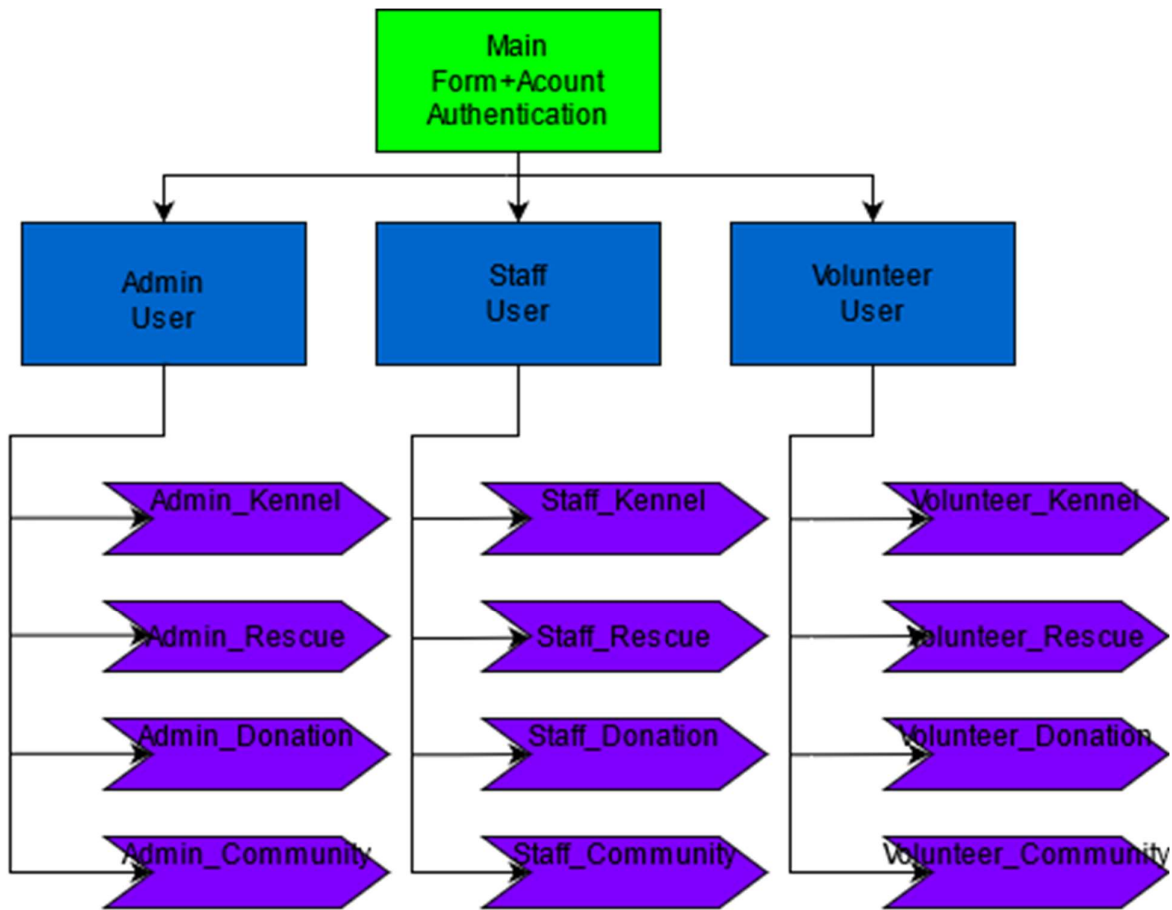 Main
Form+Acount
Authentication
Admin
User
Staff
User
Volunteer
User
Admin_Kennel
Staff_Kennel
Volunteer_Kennel
Admin_Rescue
Staff_Rescue
Volunteer_Rescue
Admin_Donation
Staff_Donation
Volunteer_Donation
Admin_Community
Staff_Community
Volunteer_Community